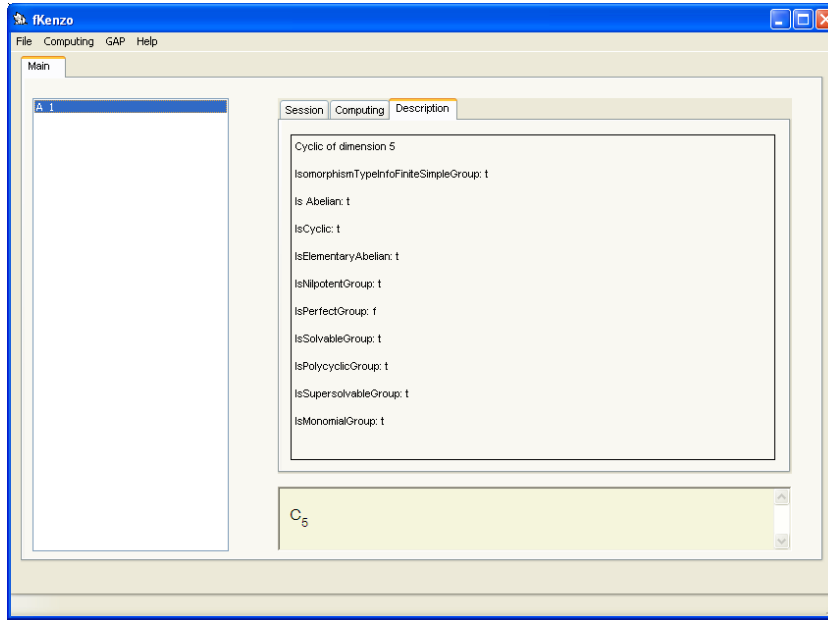 fKenzo
File Computing GAP Help
Main
A 1
Session Computing Description
Cyclic of dimension 5
IsomorphismTypeInfoFiniteSimpleGroup: t
Is Abelian: t
IsCyclic: t
IsElementaryAbelian: t
IsNilpotentGroup: t
IsPerfectGroup: f
IsSolvableGroup: t
IsPolycyclicGroup: t
IsSupersolvableGroup: t
IsMonomialGroup: t
C5